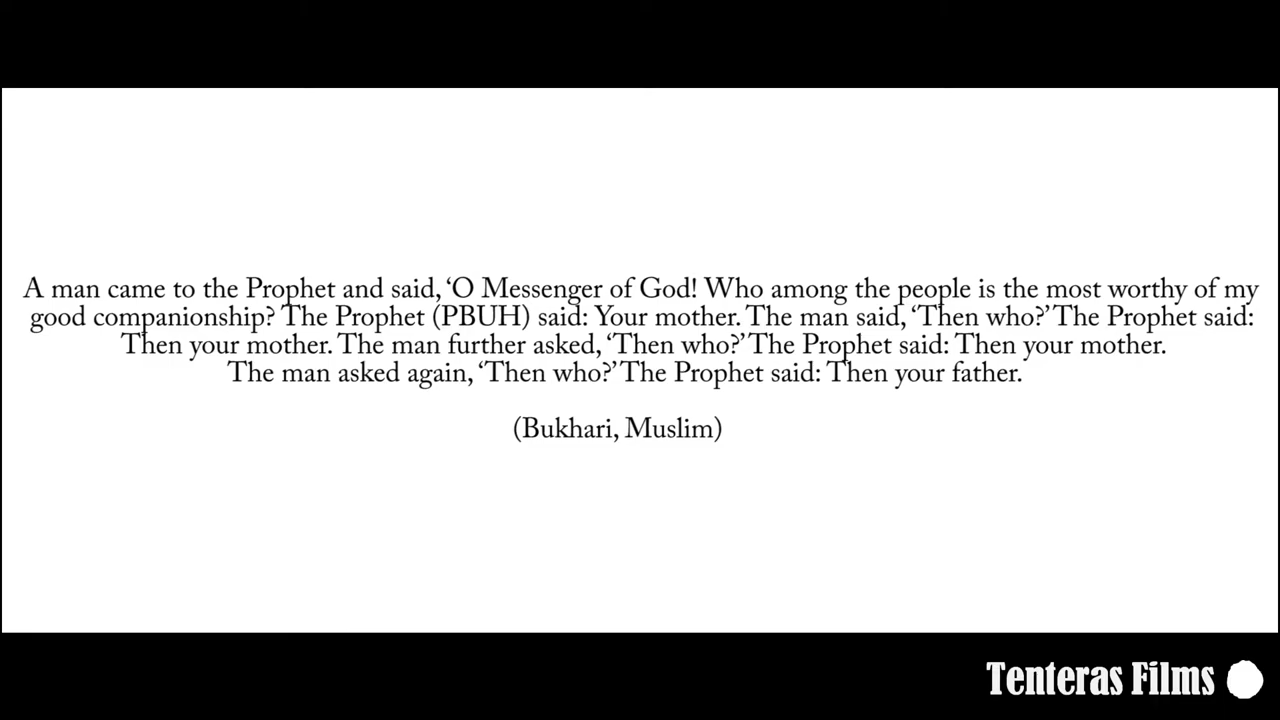 A man came to the Prophet and said, ‘O Messenger of God! Who among the people is the most worthy of my
good companionship? The Prophet (PBUH) said: Your mother. The man said, ‘Then who?’ The Prophet said:
Then your mother. The man further asked, ‘Then who?’ The Prophet said: Then your mother.
The man asked again, ‘Then who?’ The Prophet said: Then your father.
(Bukhari, Muslim)
Tenteras Films